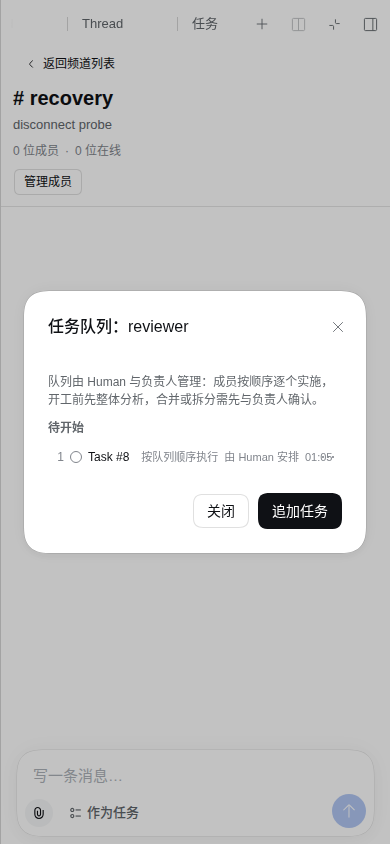 Thread 任务
返回频道列表
# recovery
disconnect probe
0 位成员 · 0 位在线
管理成员
任务队列：reviewer
队列由 Human 与负责人管理：成员按顺序逐个实施，
开工前先整体分析，合并或拆分需先与负责人确认。
待开始
1 Task #8 按队列顺序执行 由 Human 安排 01:05
关闭 追加任务
写一条消息…
作为任务